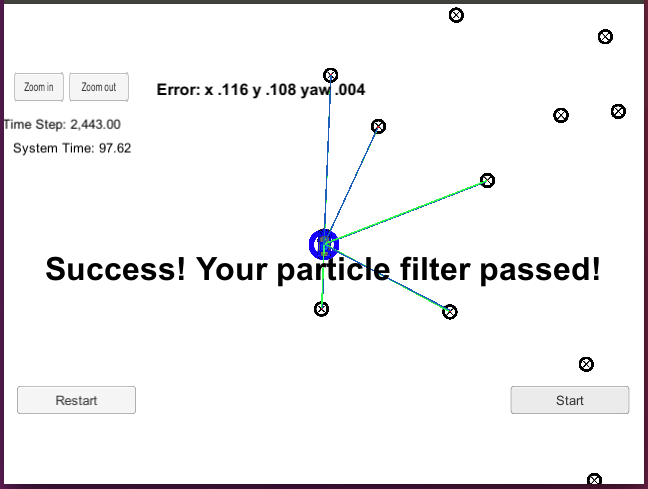 Zoom in Zoom out
Error: x .116 y .108 yaw .004
Time Step: 2,443.00
System Time: 97.62
Success! Your particle filter passed!
Restart
Start